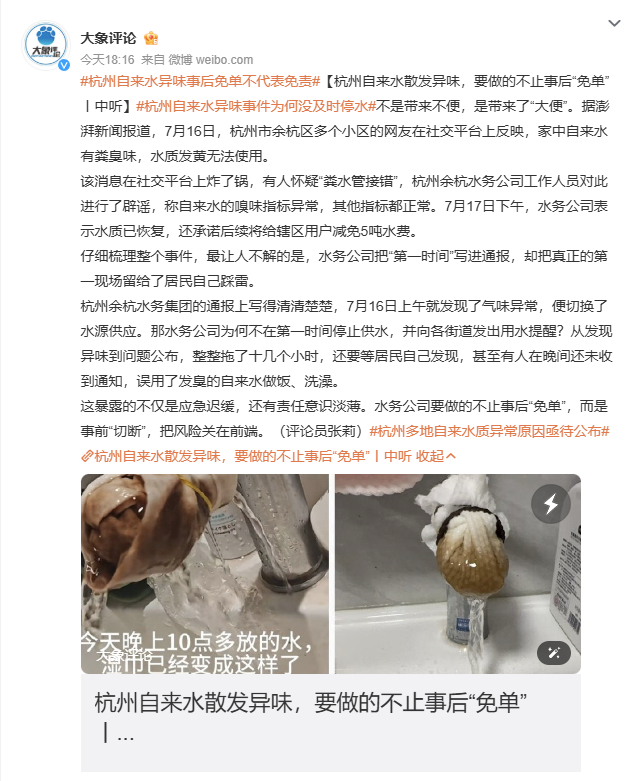 大象评论
今天18:16 来自 微博 weibo.com
#杭州自来水异味事后免单不代表免责#【杭州自来水散发异味，要做的不止事后“免单”
丨中听】#杭州自来水异味事件为何没及时停水#不是带来不便，是带来了“大便”。据澎
湃新闻报道，7月16日，杭州市余杭区多个小区的网友在社交平台上反映，家中自来水
有粪臭味，水质发黄无法使用。
该消息在社交平台上炸了锅，有人怀疑“粪水管接错”，杭州余杭水务公司工作人员对此
进行了辟谣，称自来水的嗅味指标异常，其他指标都正常。7月17日下午，水务公司表
示水质已恢复，还承诺后续将给辖区用户减免5吨水费。
仔细梳理整个事件，最让人不解的是，水务公司把“第一时间”写进通报，却把真正的第
一现场留给了居民自己踩雷。
杭州余杭水务集团的通报上写得清清楚楚，7月16日上午就发现了气味异常，便切换了
水源供应。那水务公司为何不在第一时间停止供水，并向各街道发出用水提醒？从发现
异味到问题公布，整整拖了十几个小时，还要等居民自己发现，甚至有人在晚间还未收
到通知，误用了发臭的自来水做饭、洗澡。
这暴露的不仅是应急迟缓，还有责任意识淡薄。水务公司要做的不止事后“免单”，而是
事前“切断”，把风险关在前端。（评论员张莉）#杭州多地自来水质异常原因亟待公布#
杭州自来水散发异味，要做的不止事后“免单”丨中听 收起
今天晚上10点多放的水，
湿巾已经变成这样了
大象评论
杭州自来水散发异味，要做的不止事后“免单”
丨...